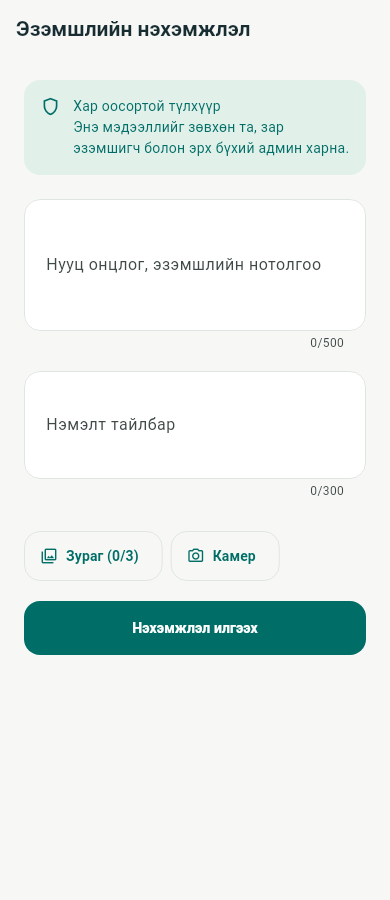 Эзэмшлийн нэхэмжлэл
Хар оосортой түлхүүр
Энэ мэдээллийг зөвхөн та, зар
эзэмшигч болон эрх бүхий админ харна.
Нууц онцлог, эзэмшлийн нотолгоо
0/500
Нэмэлт тайлбар
0/300
Зураг (0/3)
Камер
Нэхэмжлэл илгээх